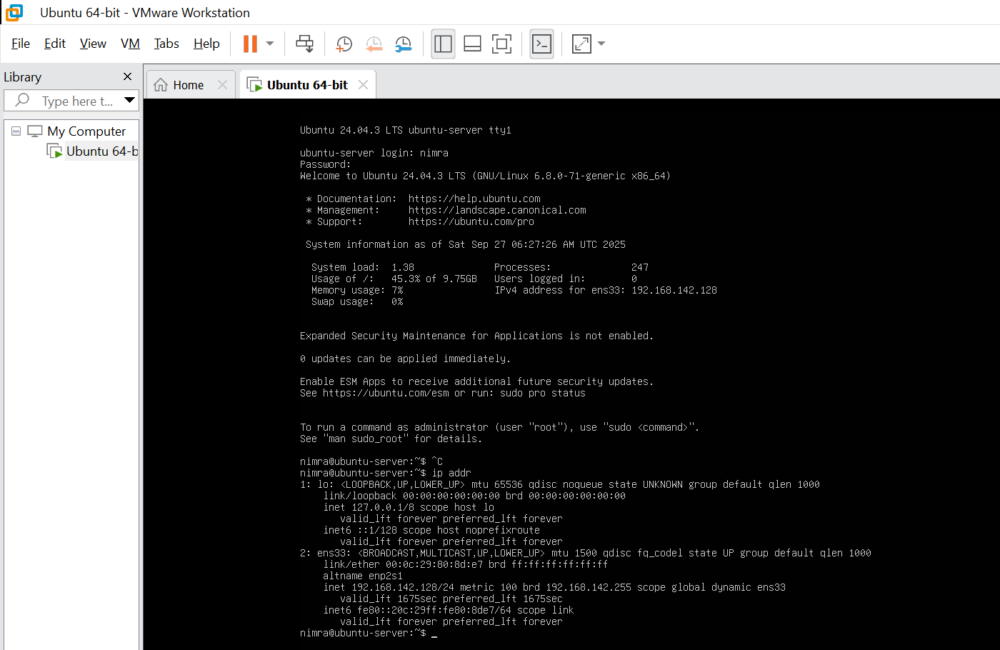 Ubuntu 64-bit - VMware Workstation
File Edit View VM Tabs Help
Library
Home
Ubuntu 64-bit
Type here t...
My Computer
Ubuntu 64-b
Ubuntu 24.04.3 LTS ubuntu-server tty1
ubuntu-server login: nimra
Password:
Welcome to Ubuntu 24.04.3 LTS (GNU/Linux 6.8.0-71-generic x86_64)
* Documentation:  https://help.ubuntu.com
* Management:     https://landscape.canonical.com
* Support:        https://ubuntu.com/pro
System information as of Sat Sep 27 06:27:26 AM UTC 2025
System load:  1.38              Processes:              247
Usage of /:   45.3% of 9.75GB   Users logged in:        0
Memory usage: 7%                IPv4 address for ens33: 192.168.142.128
Swap usage:   0%
Expanded Security Maintenance for Applications is not enabled.
0 updates can be applied immediately.
Enable ESM Apps to receive additional future security updates.
See https://ubuntu.com/esm or run: sudo pro status
To run a command as administrator (user "root"), use "sudo <command>".
See "man sudo_root" for details.
nimra@ubuntu-server:~$ ^C
nimra@ubuntu-server:~$ ip addr
1: lo: <LOOPBACK,UP,LOWER_UP> mtu 65536 qdisc noqueue state UNKNOWN group default qlen 1000
link/loopback 00:00:00:00:00:00 brd 00:00:00:00:00:00
inet 127.0.0.1/8 scope host lo
valid_lft forever preferred_lft forever
inet6 ::1/128 scope host noprefixroute
valid_lft forever preferred_lft forever
2: ens33: <BROADCAST,MULTICAST,UP,LOWER_UP> mtu 1500 qdisc fq_codel state UP group default qlen 1000
link/ether 00:0c:29:80:8d:e7 brd ff:ff:ff:ff:ff:ff
altname enp2s1
inet 192.168.142.128/24 metric 100 brd 192.168.142.255 scope global dynamic ens33
valid_lft 1675sec preferred_lft 1675sec
inet6 fe80::20c:29ff:fe80:8de7/64 scope link
valid_lft forever preferred_lft forever
nimra@ubuntu-server:~$ _